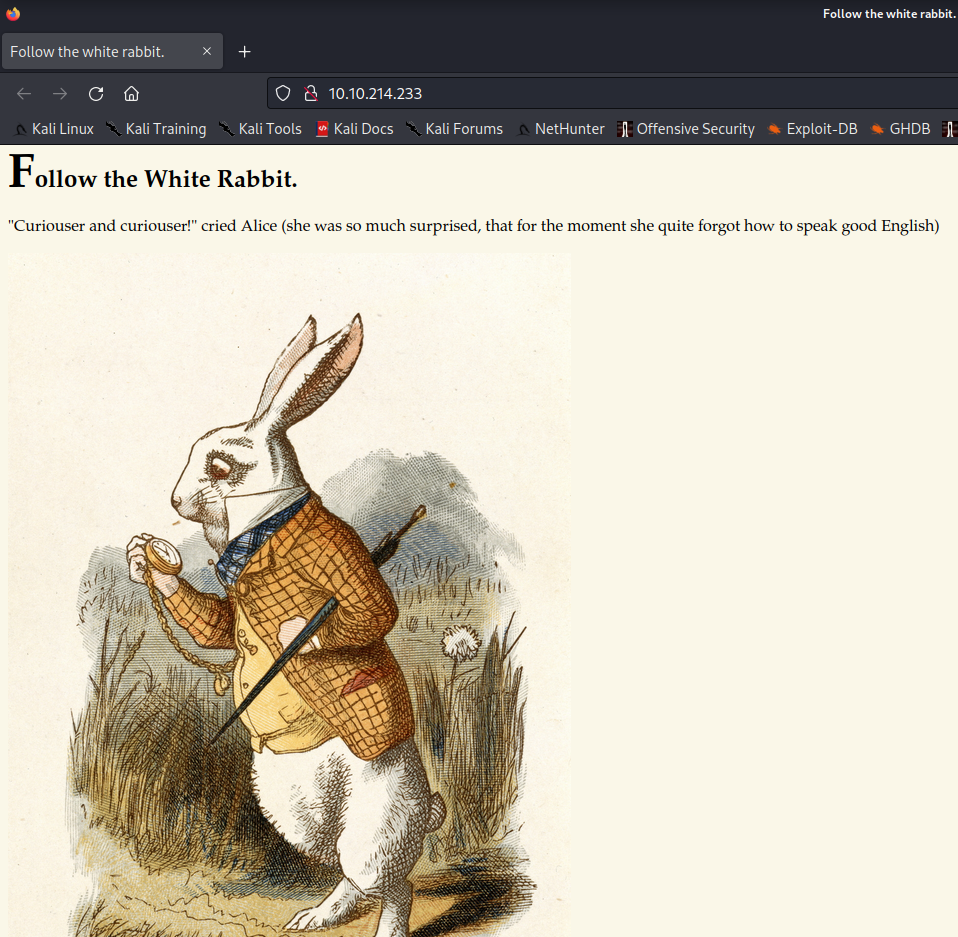 Follow the white rabbit.
Follow the white rabbit.
10.10.214.233
Kali Linux Kali Training Kali Tools Kali Docs Kali Forums NetHunter Offensive Security Exploit-DB GHDB
Follow the White Rabbit.
"Curiouser and curiouser!" cried Alice (she was so much surprised, that for the moment she quite forgot how to speak good English)